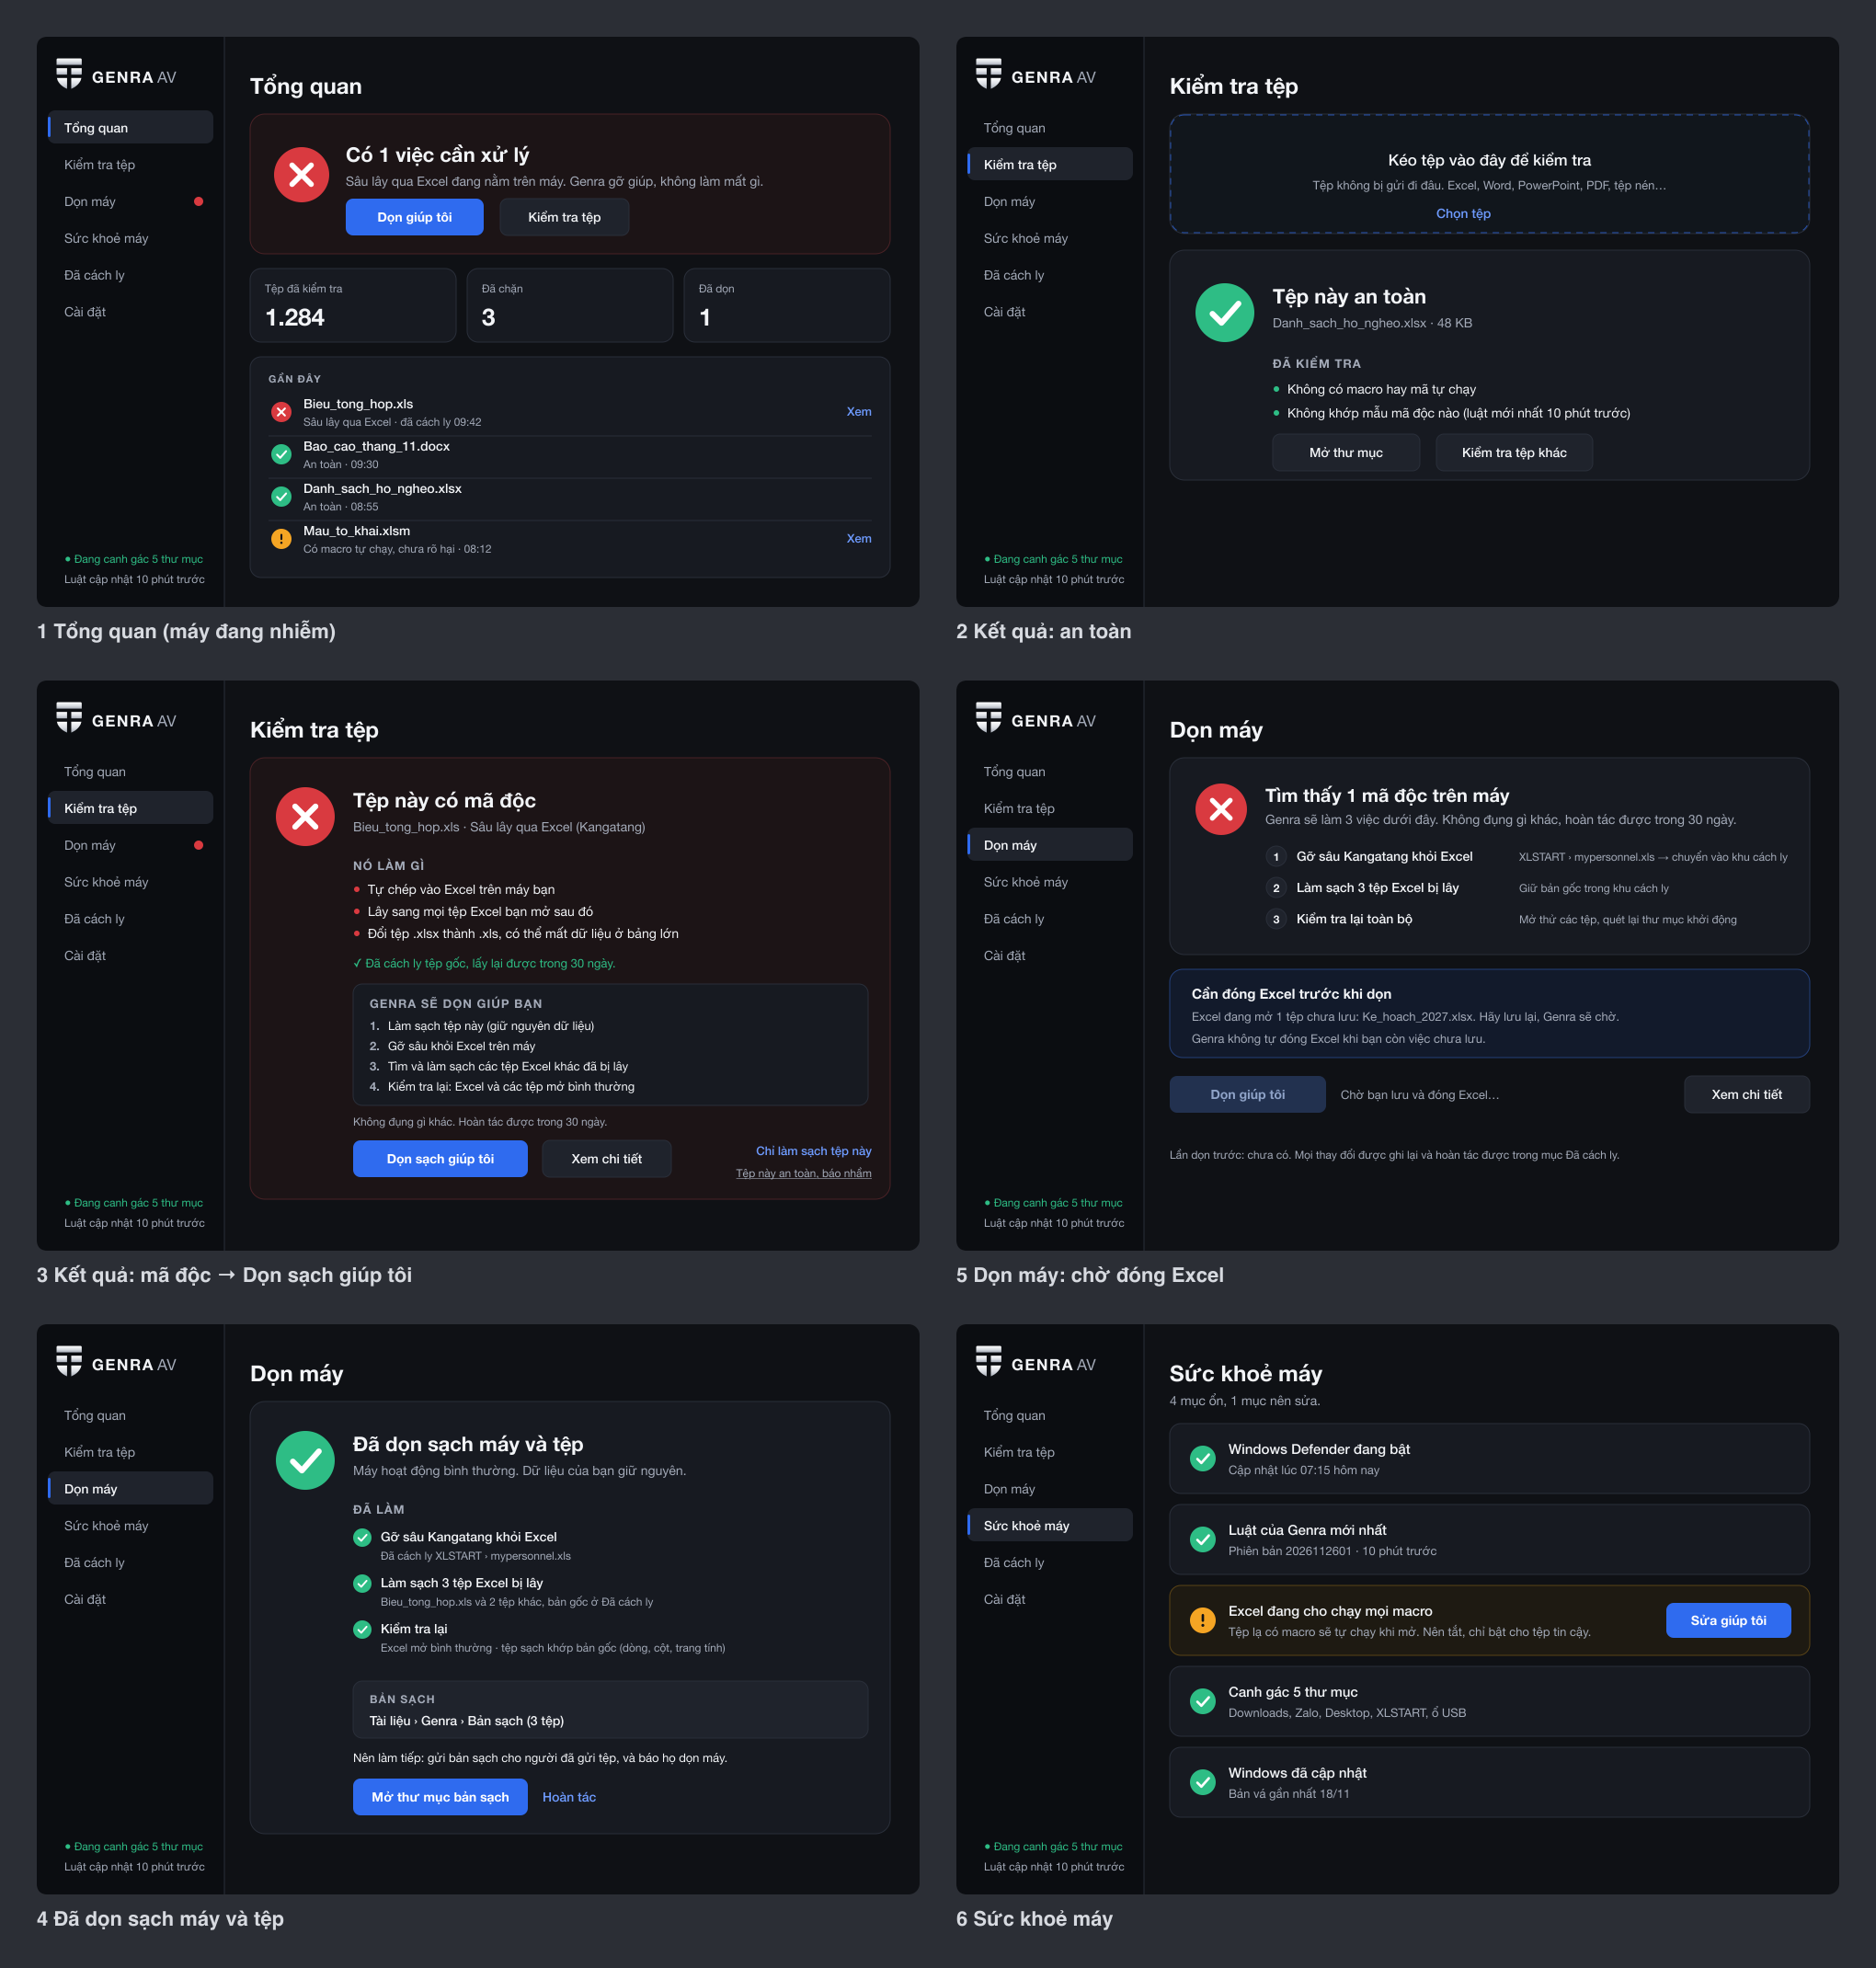 GENRA AV
Tổng quan
Kiểm tra tệp
Dọn máy
Sức khoẻ máy
Đã cách ly
Cài đặt
● Đang canh gác 5 thư mục
Luật cập nhật 10 phút trước
Tổng quan
Có 1 việc cần xử lý
Sâu lây qua Excel đang nằm trên máy. Genra gỡ giúp, không làm mất gì.
Dọn giúp tôi
Kiểm tra tệp
Tệp đã kiểm tra
1.284
Đã chặn
3
Đã dọn
1
GẦN ĐÂY
Bieu_tong_hop.xls
Sâu lây qua Excel · đã cách ly 09:42
Xem
Bao_cao_thang_11.docx
An toàn · 09:30
Danh_sach_ho_ngheo.xlsx
An toàn · 08:55
Mau_to_khai.xlsm
Có macro tự chạy, chưa rõ hại · 08:12
Xem
1 Tổng quan (máy đang nhiễm)
GENRA AV
Tổng quan
Kiểm tra tệp
Dọn máy
Sức khoẻ máy
Đã cách ly
Cài đặt
● Đang canh gác 5 thư mục
Luật cập nhật 10 phút trước
Kiểm tra tệp
Kéo tệp vào đây để kiểm tra
Tệp không bị gửi đi đâu. Excel, Word, PowerPoint, PDF, tệp nén…
Chọn tệp
Tệp này an toàn
Danh_sach_ho_ngheo.xlsx · 48 KB
ĐÃ KIỂM TRA
• Không có macro hay mã tự chạy
• Không khớp mẫu mã độc nào (luật mới nhất 10 phút trước)
Mở thư mục
Kiểm tra tệp khác
2 Kết quả: an toàn
GENRA AV
Tổng quan
Kiểm tra tệp
Dọn máy
Sức khoẻ máy
Đã cách ly
Cài đặt
● Đang canh gác 5 thư mục
Luật cập nhật 10 phút trước
Kiểm tra tệp
Tệp này có mã độc
Bieu_tong_hop.xls · Sâu lây qua Excel (Kangatang)
NÓ LÀM GÌ
• Tự chép vào Excel trên máy bạn
• Lây sang mọi tệp Excel bạn mở sau đó
• Đổi tệp .xlsx thành .xls, có thể mất dữ liệu ở bảng lớn
✓ Đã cách ly tệp gốc, lấy lại được trong 30 ngày.
GENRA SẼ DỌN GIÚP BẠN
1. Làm sạch tệp này (giữ nguyên dữ liệu)
2. Gỡ sâu khỏi Excel trên máy
3. Tìm và làm sạch các tệp Excel khác đã bị lây
4. Kiểm tra lại: Excel và các tệp mở bình thường
Không đụng gì khác. Hoàn tác được trong 30 ngày.
Dọn sạch giúp tôi
Xem chi tiết
Chỉ làm sạch tệp này
Tệp này an toàn, báo nhầm
3 Kết quả: mã độc → Dọn sạch giúp tôi
GENRA AV
Tổng quan
Kiểm tra tệp
Dọn máy
Sức khoẻ máy
Đã cách ly
Cài đặt
● Đang canh gác 5 thư mục
Luật cập nhật 10 phút trước
Dọn máy
Tìm thấy 1 mã độc trên máy
Genra sẽ làm 3 việc dưới đây. Không đụng gì khác, hoàn tác được trong 30 ngày.
1 Gỡ sâu Kangatang khỏi Excel XLSTART › mypersonnel.xls → chuyển vào khu cách ly
2 Làm sạch 3 tệp Excel bị lây Giữ bản gốc trong khu cách ly
3 Kiểm tra lại toàn bộ Mở thử các tệp, quét lại thư mục khởi động
Cần đóng Excel trước khi dọn
Excel đang mở 1 tệp chưa lưu: Ke_hoach_2027.xlsx. Hãy lưu lại, Genra sẽ chờ.
Genra không tự đóng Excel khi bạn còn việc chưa lưu.
Dọn giúp tôi
Chờ bạn lưu và đóng Excel…
Xem chi tiết
Lần dọn trước: chưa có. Mọi thay đổi được ghi lại và hoàn tác được trong mục Đã cách ly.
5 Dọn máy: chờ đóng Excel
GENRA AV
Tổng quan
Kiểm tra tệp
Dọn máy
Sức khoẻ máy
Đã cách ly
Cài đặt
● Đang canh gác 5 thư mục
Luật cập nhật 10 phút trước
Dọn máy
Đã dọn sạch máy và tệp
Máy hoạt động bình thường. Dữ liệu của bạn giữ nguyên.
ĐÃ LÀM
Gỡ sâu Kangatang khỏi Excel
Đã cách ly XLSTART › mypersonnel.xls
Làm sạch 3 tệp Excel bị lây
Bieu_tong_hop.xls và 2 tệp khác, bản gốc ở Đã cách ly
Kiểm tra lại
Excel mở bình thường · tệp sạch khớp bản gốc (dòng, cột, trang tính)
BẢN SẠCH
Tài liệu › Genra › Bản sạch (3 tệp)
Nên làm tiếp: gửi bản sạch cho người đã gửi tệp, và báo họ dọn máy.
Mở thư mục bản sạch
Hoàn tác
4 Đã dọn sạch máy và tệp
GENRA AV
Tổng quan
Kiểm tra tệp
Dọn máy
Sức khoẻ máy
Đã cách ly
Cài đặt
● Đang canh gác 5 thư mục
Luật cập nhật 10 phút trước
Sức khoẻ máy
4 mục ổn, 1 mục nên sửa.
Windows Defender đang bật
Cập nhật lúc 07:15 hôm nay
Luật của Genra mới nhất
Phiên bản 2026112601 · 10 phút trước
Excel đang cho chạy mọi macro
Tệp lạ có macro sẽ tự chạy khi mở. Nên tắt, chỉ bật cho tệp tin cậy.
Sửa giúp tôi
Canh gác 5 thư mục
Downloads, Zalo, Desktop, XLSTART, ổ USB
Windows đã cập nhật
Bản vá gần nhất 18/11
6 Sức khoẻ máy